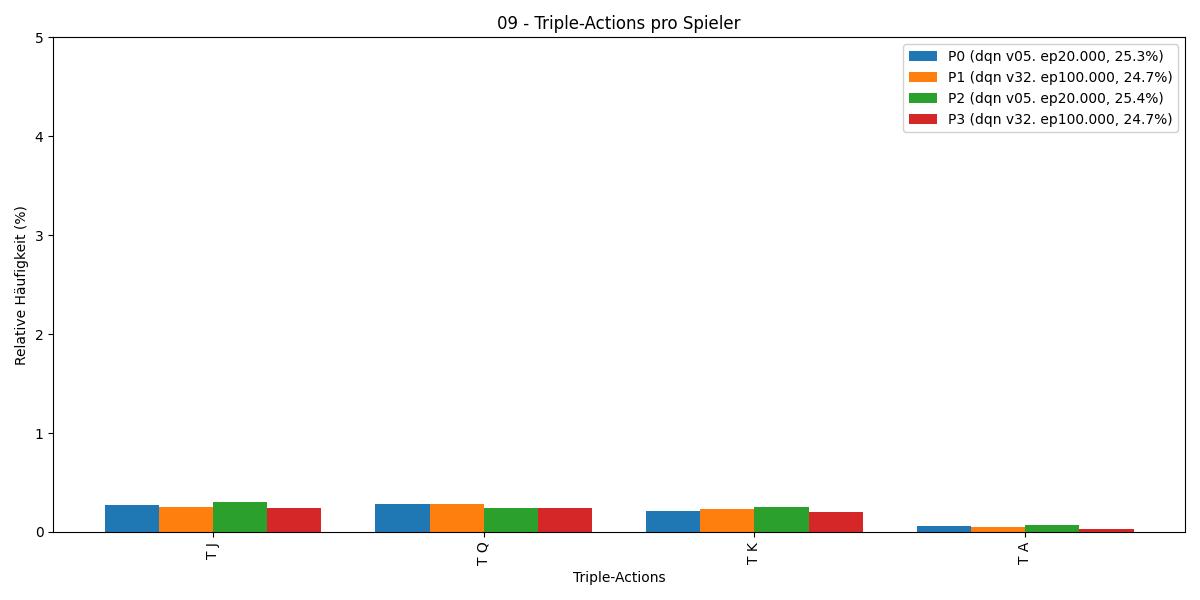 09 - Triple-Actions pro Spieler
P0 (dqn v05. ep20.000, 25.3%)
P1 (dqn v32. ep100.000, 24.7%)
P2 (dqn v05. ep20.000, 25.4%)
P3 (dqn v32. ep100.000, 24.7%)
Relative Häufigkeit (%)
5
4
3
2
1
0
T J
T Q
T K
T A
Triple-Actions